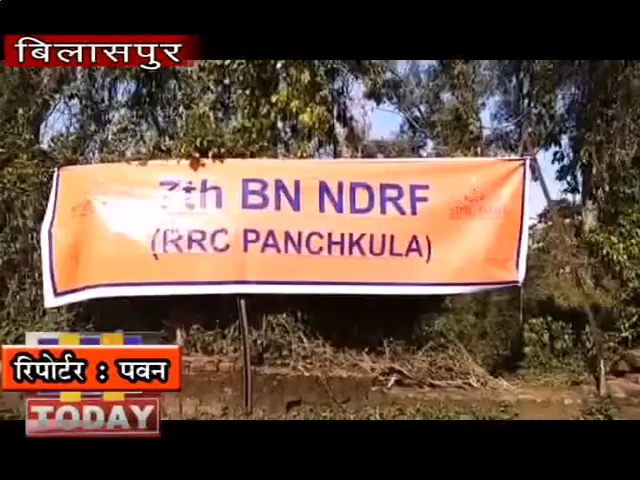 बिलासपुर
7th BN NDRF
(RRC PANCHKULA)
रिपोर्टर : पवन
TODAY